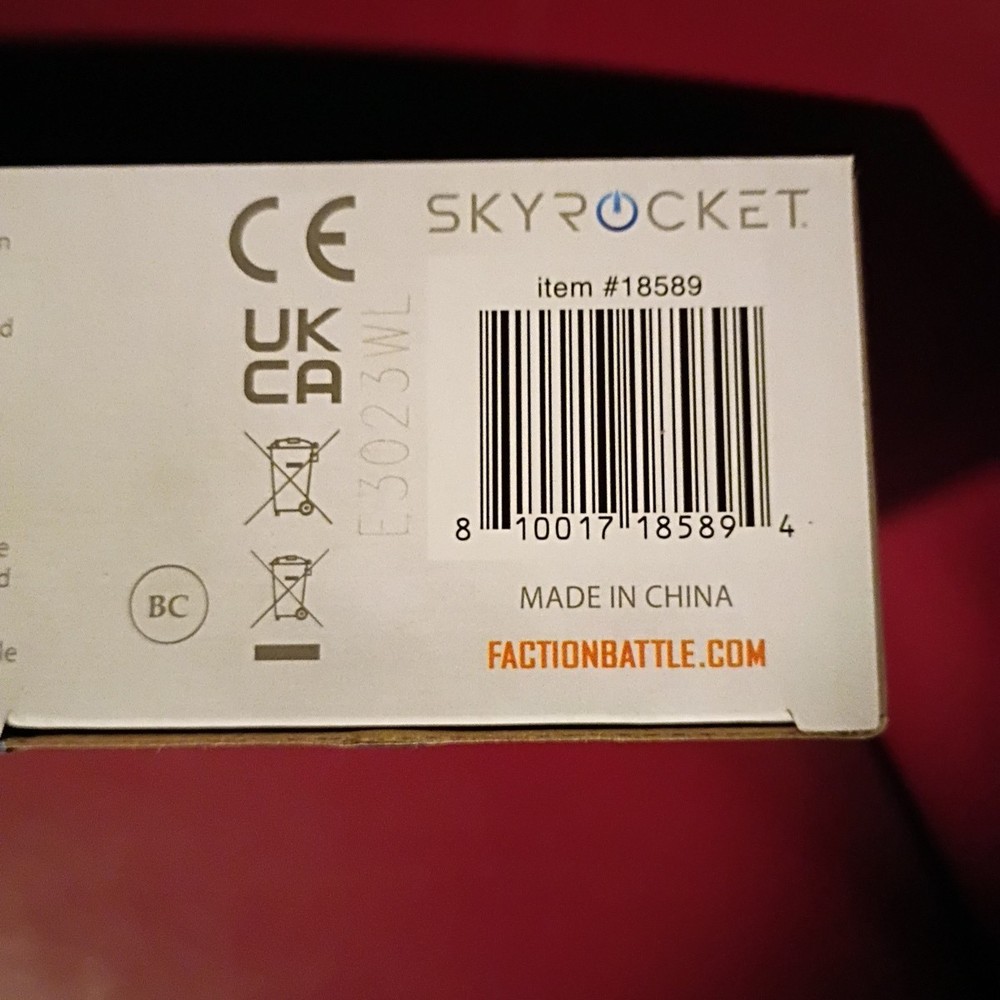 CE
UK
CA
E3023WL
BC
SKYROCKET.
item #18589
8 10017 18589 4
MADE IN CHINA
FACTIONBATTLE.COM